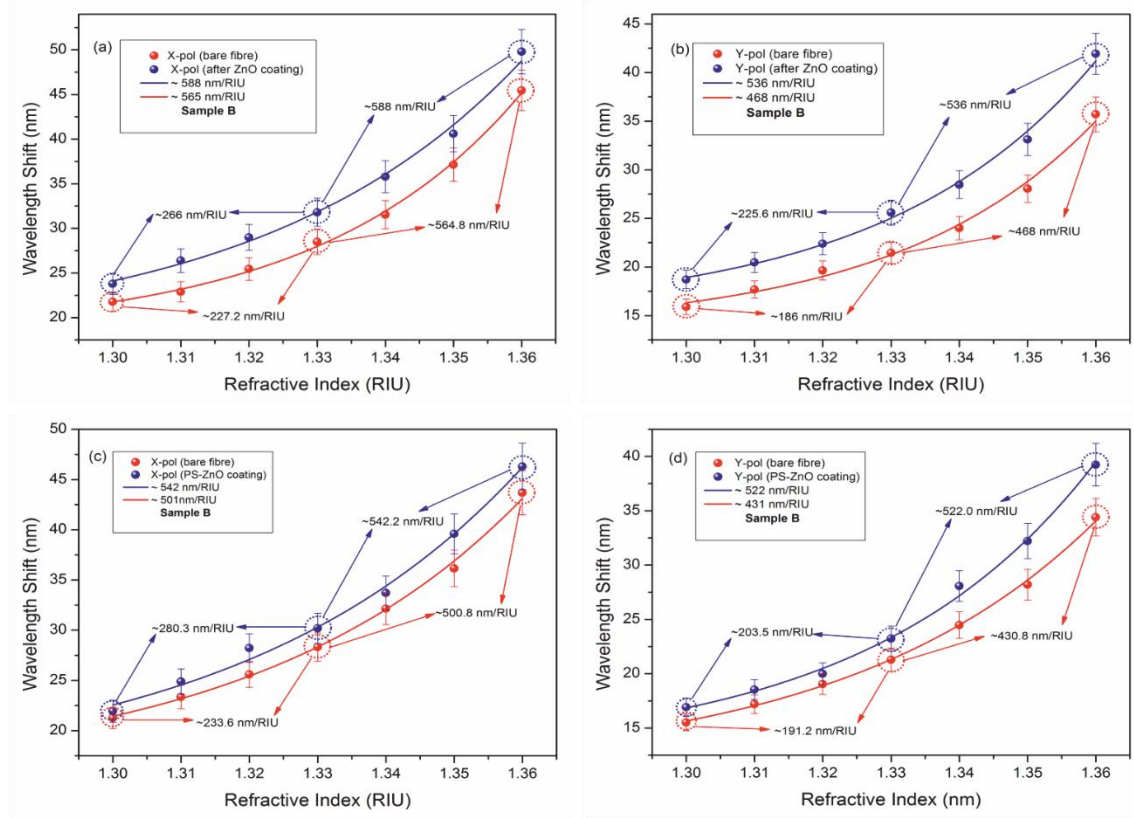 (a)
X-pol (bare fibre)
X-pol (after ZnO coating)
~ 588 nm/RIU
~ 565 nm/RIU
Sample B
~588 nm/RIU
~266 nm/RIU
~564.8 nm/RIU
~227.2 nm/RIU
50
45
40
35
30
25
20
Wavelength Shift (nm)
1.30 1.31 1.32 1.33 1.34 1.35 1.36
Refractive Index (RIU)
(b)
Y-pol (bare fibre)
Y-pol (after ZnO coating)
~ 536 nm/RIU
~ 468 nm/RIU
Sample B
~536 nm/RIU
~225.6 nm/RIU
~468 nm/RIU
~186 nm/RIU
45
40
35
30
25
20
15
Wavelength Shift (nm)
1.30 1.31 1.32 1.33 1.34 1.35 1.36
Refractive Index (RIU)
(c)
X-pol (bare fibre)
X-pol (PS-ZnO coating)
~ 542 nm/RIU
~ 501nm/RIU
Sample B
~542.2 nm/RIU
~280.3 nm/RIU
~500.8 nm/RIU
~233.6 nm/RIU
50
45
40
35
30
25
20
Wavelength Shift (nm)
1.30 1.31 1.32 1.33 1.34 1.35 1.36
Refractive Index (RIU)
(d)
Y-pol (bare fibre)
Y-pol (PS-ZnO coating)
~ 522 nm/RIU
~ 431 nm/RIU
Sample B
~522.0 nm/RIU
~203.5 nm/RIU
~430.8 nm/RIU
~191.2 nm/RIU
40
35
30
25
20
15
Wavelength Shift (nm)
1.30 1.31 1.32 1.33 1.34 1.35 1.36
Refractive Index (nm)